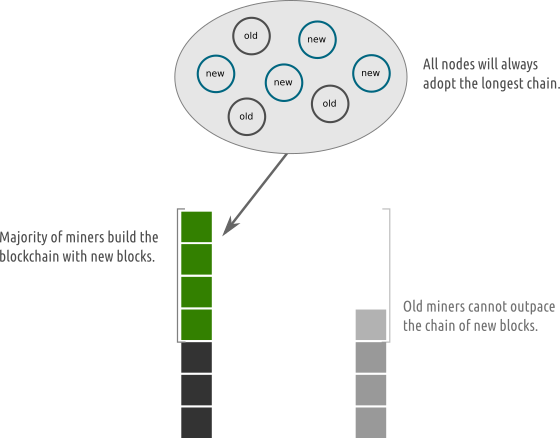 old
new
new
new
new
old
old
All nodes will always
adopt the longest chain.
Majority of miners build the
blockchain with new blocks.
Old miners cannot outpace
the chain of new blocks.